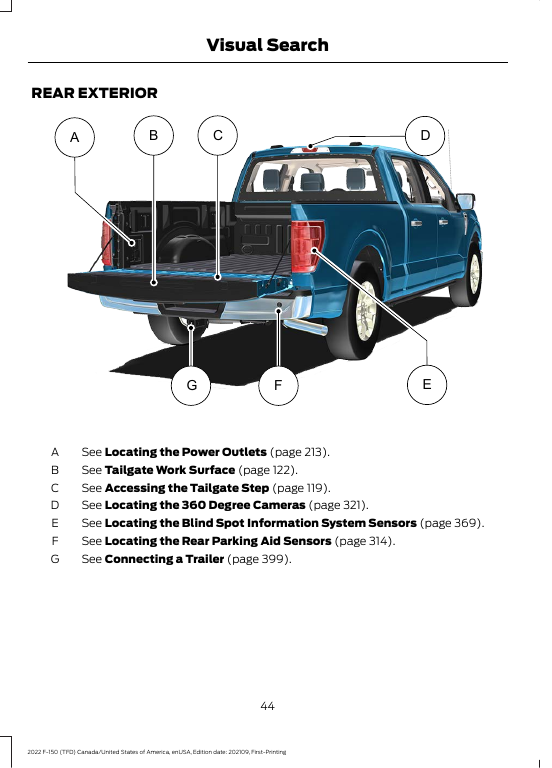 Visual Search
REAR EXTERIOR
A
B
C
D
E
F
G
A See Locating the Power Outlets (page 213).
B See Tailgate Work Surface (page 122).
C See Accessing the Tailgate Step (page 119).
D See Locating the 360 Degree Cameras (page 321).
E See Locating the Blind Spot Information System Sensors (page 369).
F See Locating the Rear Parking Aid Sensors (page 314).
G See Connecting a Trailer (page 399).
44
2022 F-150 (TFD) Canada/United States of America, enUSA, Edition date: 202109, First-Printing